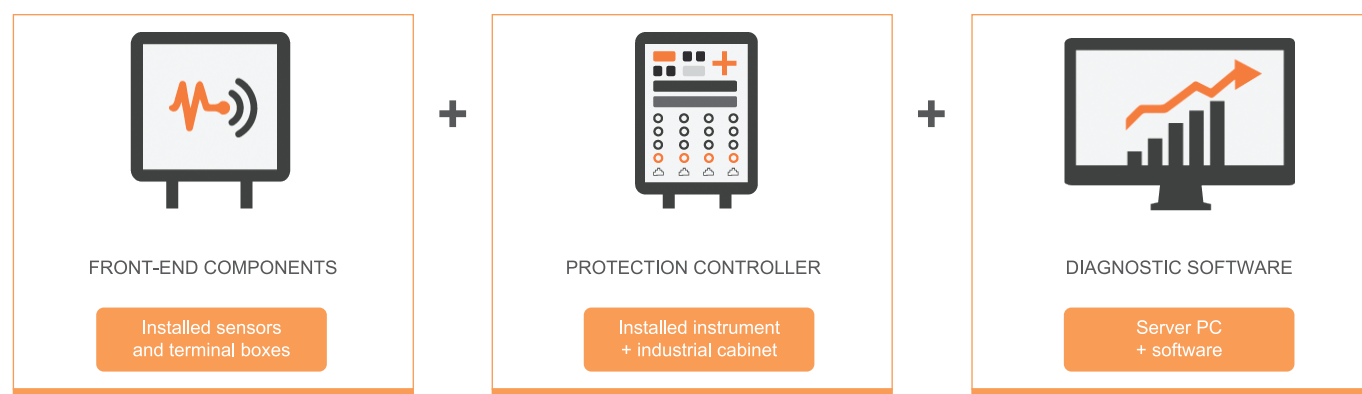 FRONT-END COMPONENTS
Installed sensors
and terminal boxes
+
PROTECTION CONTROLLER
Installed instrument
+ industrial cabinet
+
DIAGNOSTIC SOFTWARE
Server PC
+ software